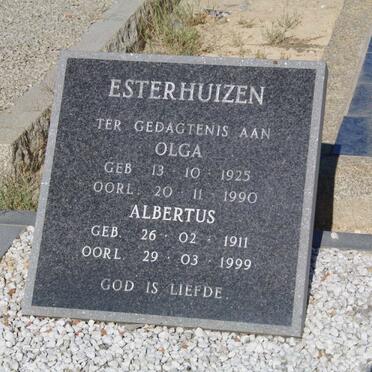 ESTERHUIZEN
TER GEDAGTENIS AAN
OLGA
GEB 13 · 10 · 1925
OORL. 20 · 11 · 1990
ALBERTUS
GEB. 26 · 02 · 1911
OORL. 29 · 03 · 1999
GOD IS LIEFDE.